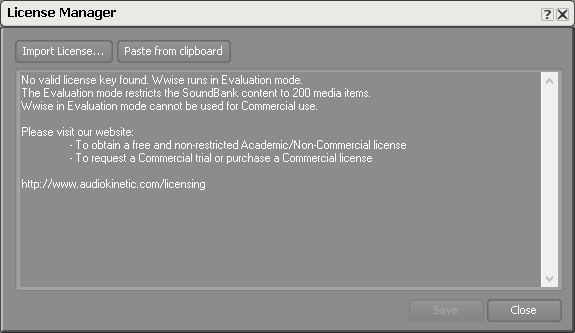 License Manager
?
Import License...
Paste from clipboard
No valid license key found. Wwise runs in Evaluation mode.
The Evaluation mode restricts the SoundBank content to 200 media items.
Wwise in Evaluation mode cannot be used for Commercial use.
Please visit our website:
- To obtain a free and non-restricted Academic/Non-Commercial license
- To request a Commercial trial or purchase a Commercial license
http://www.audiokinetic.com/licensing
Save
Close